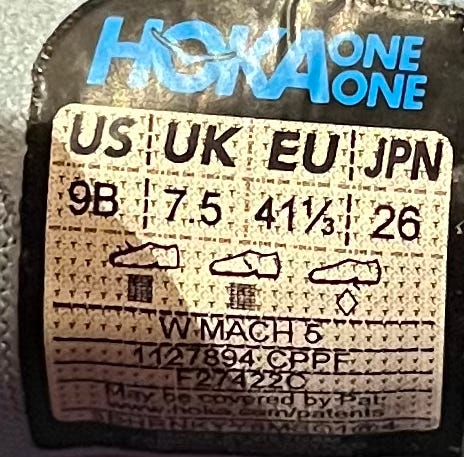 HOKA ONE ONE
US UK EU JPN
9B 7.5 41⅓ 26
W MACH 5
1127894 CPPF
F27422C
May be covered by Pat:
www.hoka.com/patents